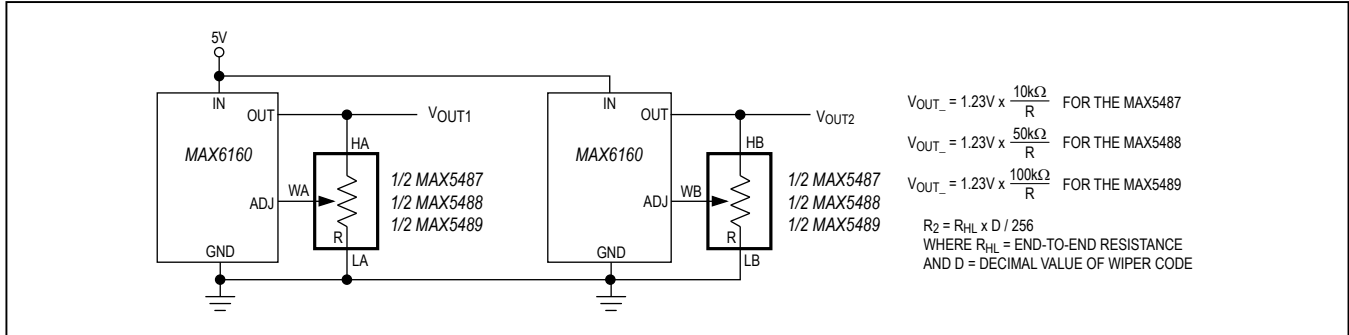 5V
IN
OUT
VOUT1
HA
MAX6160
WA
ADJ
1/2 MAX5487
1/2 MAX5488
1/2 MAX5489
R
GND
LA
IN
OUT
VOUT2
HB
MAX6160
WB
ADJ
1/2 MAX5487
1/2 MAX5488
1/2 MAX5489
R
GND
LB
VOUT_ = 1.23V x 10kΩ / R FOR THE MAX5487
VOUT_ = 1.23V x 50kΩ / R FOR THE MAX5488
VOUT_ = 1.23V x 100kΩ / R FOR THE MAX5489
R2 = RHL x D / 256
WHERE RHL = END-TO-END RESISTANCE
AND D = DECIMAL VALUE OF WIPER CODE